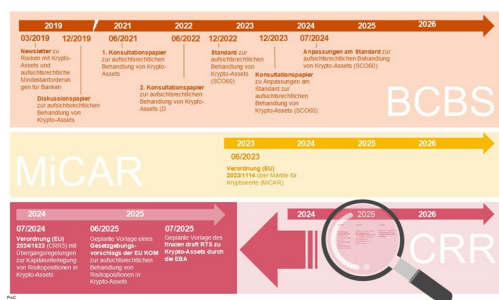 2019
2021
2022
2023
2024
2025
2026
03/2019
12/2019
06/2021
06/2022
12/2022
12/2023
07/2024
Newsletter zu
Risiken mit Krypto-
Assets und
aufsichtsrechtliche
Mindestanforderun
gen für Banken
Diskussionspapier
zur aufsichtsrechtlichen
Behandlung von
Krypto-Assets
1. Konsultationspapier
zur aufsichtsrechtlichen
Behandlung von Krypto-
Assets
2. Konsultationspapier
zur aufsichtsrechtlichen
Behandlung von Krypto-
Assets (D
Standard zur
aufsichtsrechtlichen
Behandlung von
Krypto-Assets
(SCO60)
Konsultationspapier
zu Anpassungen am
Standard zur
aufsichtsrechtlichen
Behandlung von
Krypto-Assets (SCO60)
Anpassungen am Standard zur
aufsichtsrechtlichen Behandlung
von Krypto-Assets (SCO60)
BCBS
2023
2024
2025
2026
06/2023
Verordnung (EU)
2023/1114 über Märkte für
Kryptowerte (MiCAR)
MiCAR
2024
2025
07/2024
Verordnung (EU)
2024/1623 (CRR3) mit
Übergangsregelungen
zur Kapitalunterlegung
von Risikopositionen in
Krypto-Assets
06/2025
Geplante Vorlage eines
Gesetzgebungs-
vorschlags der EU KOM
zur aufsichtsrechtlichen
Behandlung von
Risikopositionen in
Krypto-Assets
07/2025
Geplante Vorlage des
finalen draft RTS zu
Krypto-Assets durch
die EBA
2024
2025
2026
CRR
PwC